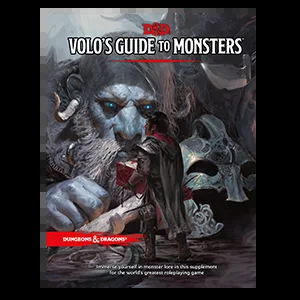 D&D
VOLO'S GUIDE TO MONSTERS
DUNGEONS & DRAGONS®
Immerse yourself in monster lore in this supplement
for the world's greatest roleplaying game